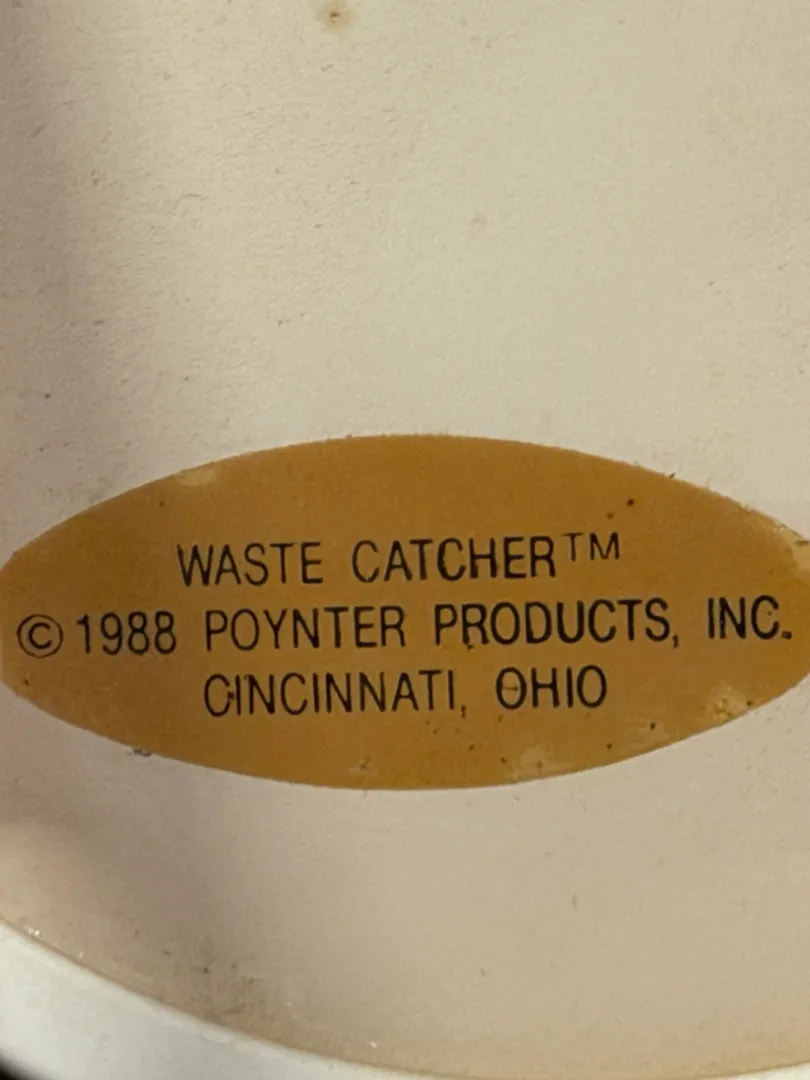 WASTE CATCHER™
© 1988 POYNTER PRODUCTS, INC.
CINCINNATI, OHIO